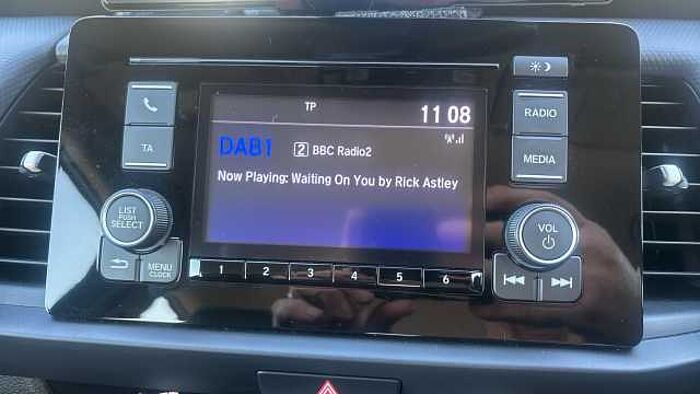 TP
11 08
DAB1 2 BBC Radio2
Now Playing: Waiting On You by Rick Astley
TA
LIST
PUSH
SELECT
MENU
CLOCK
RADIO
MEDIA
VOL
1 2 3 4 5 6